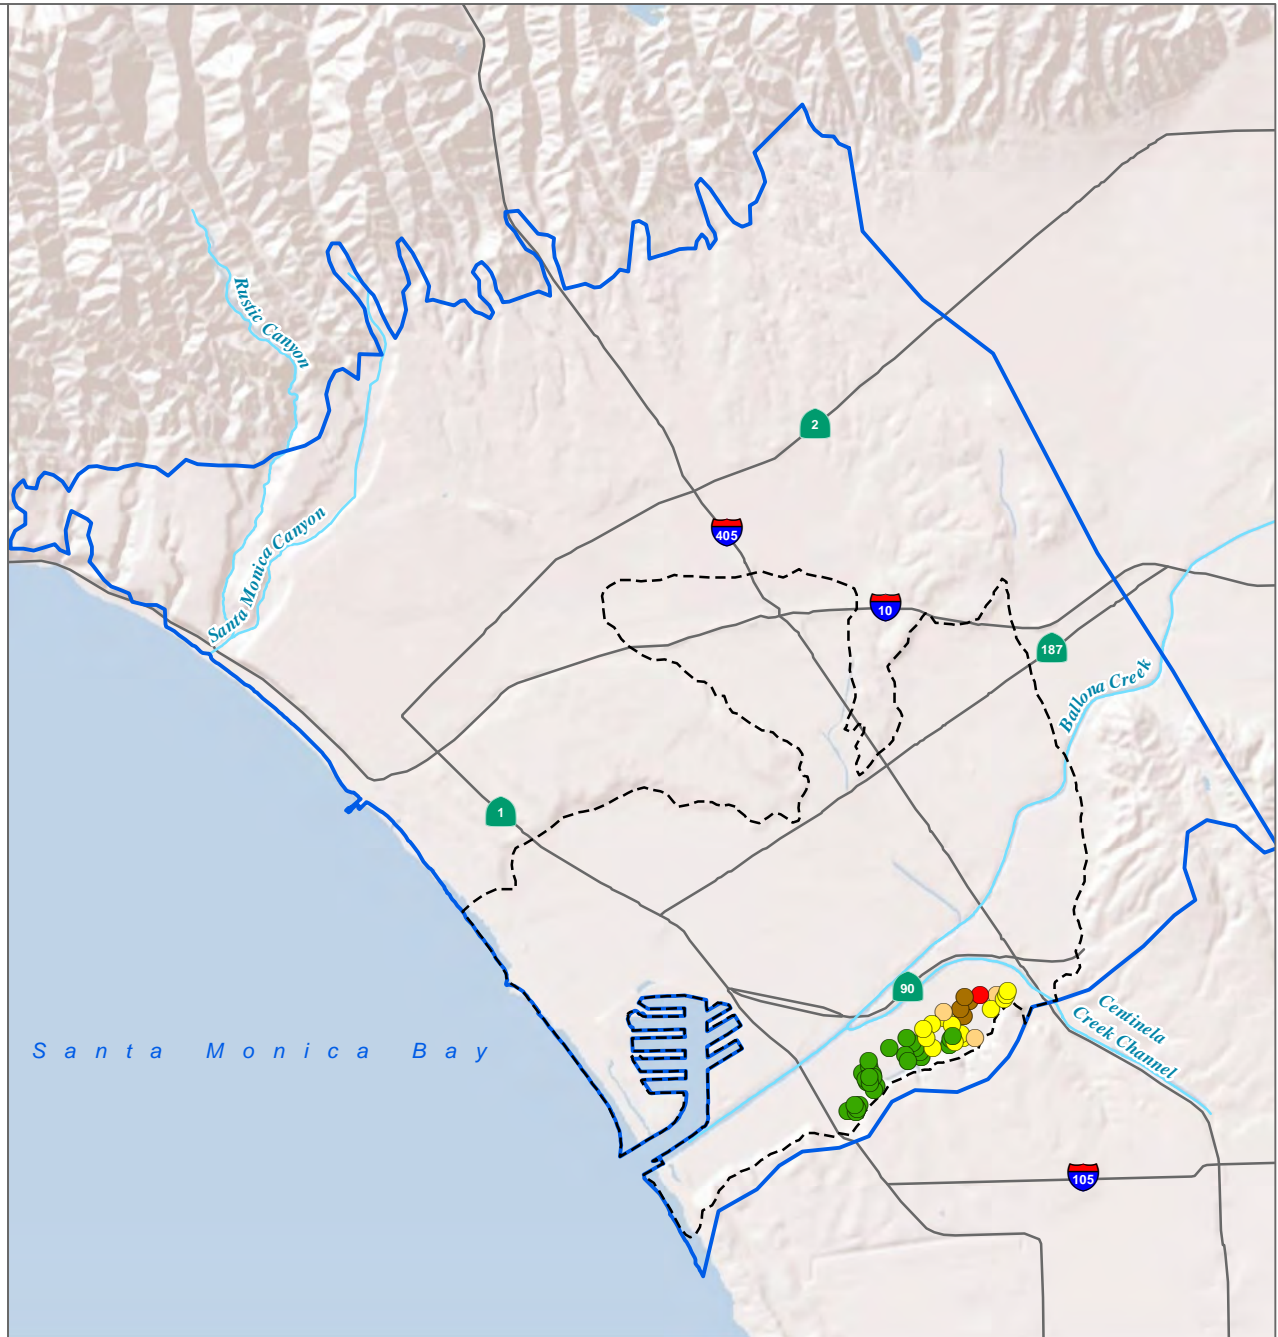 Rustic Canyon
2
Santa Monica Canyon
405
10
187
Ballona Creek
1
90
Centinela
Creek Channel
Santa Monica Bay
105